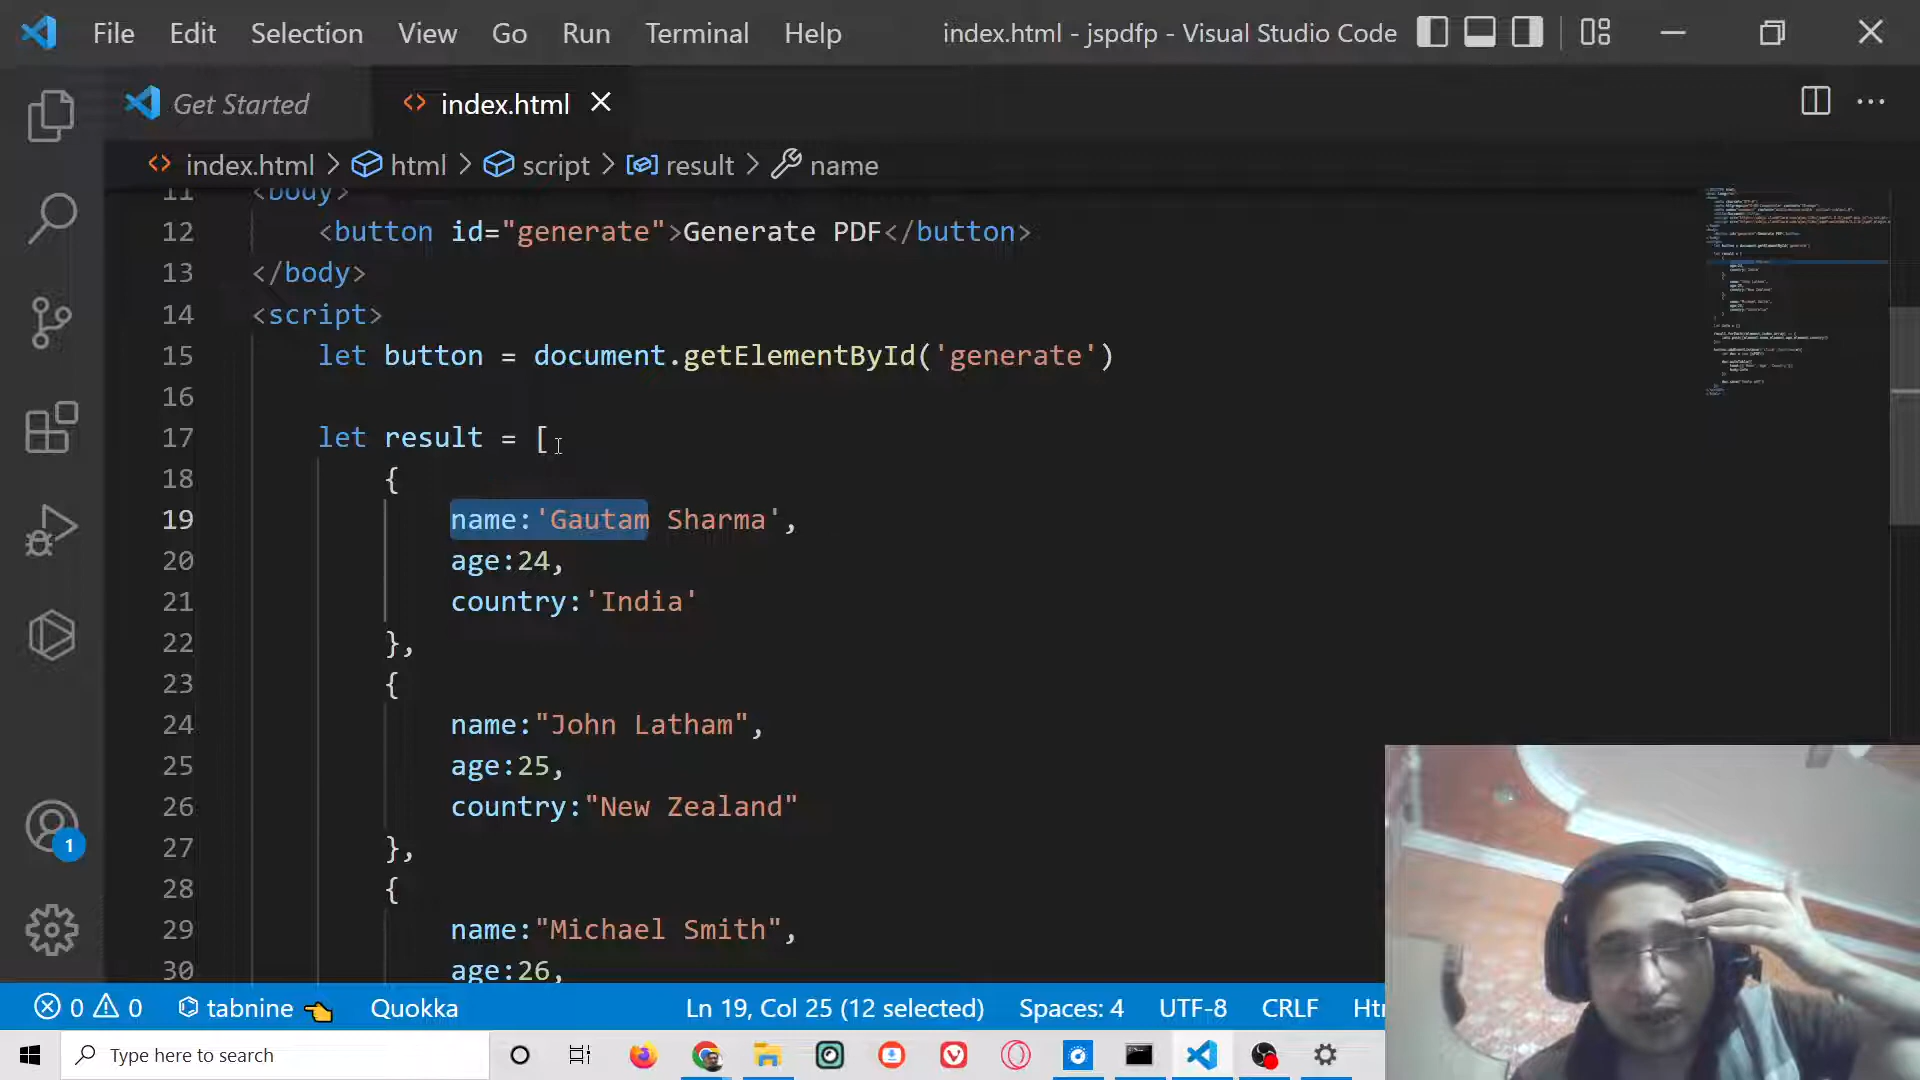 File Edit Selection View Go Run Terminal Help index.html - jspdfp - Visual Studio Code
Get Started index.html
index.html > html > script > result > name
11 <body>
12 <button id="generate">Generate PDF</button>
13 </body>
14 <script>
15 let button = document.getElementById('generate')
16
17 let result = [
18 {
19 name:'Gautam Sharma',
20 age:24,
21 country:'India'
22 },
23 {
24 name:"John Latham",
25 age:25,
26 country:"New Zealand"
27 },
28 {
29 name:"Michael Smith",
30 age:26,
1
0 0 tabnine Quokka Ln 19, Col 25 (12 selected) Spaces: 4 UTF-8 CRLF
Type here to search